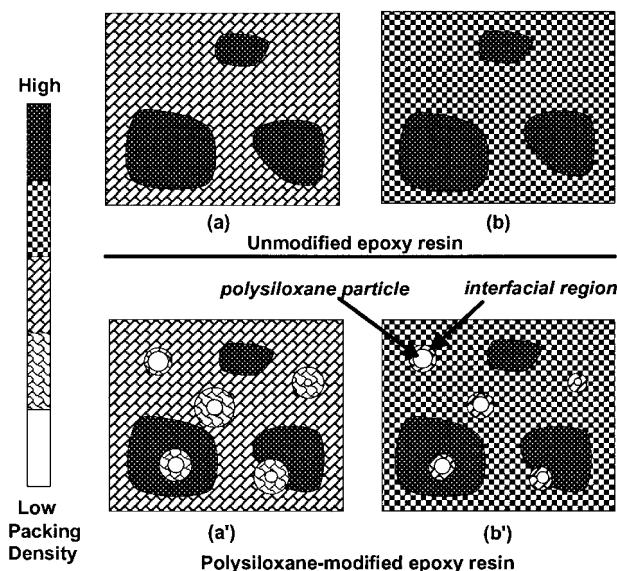 High
(a)
(b)
Unmodified epoxy resin
polysiloxane particle
interfacial region
Low
Packing
Density
(a')
(b')
Polysiloxane-modified epoxy resin